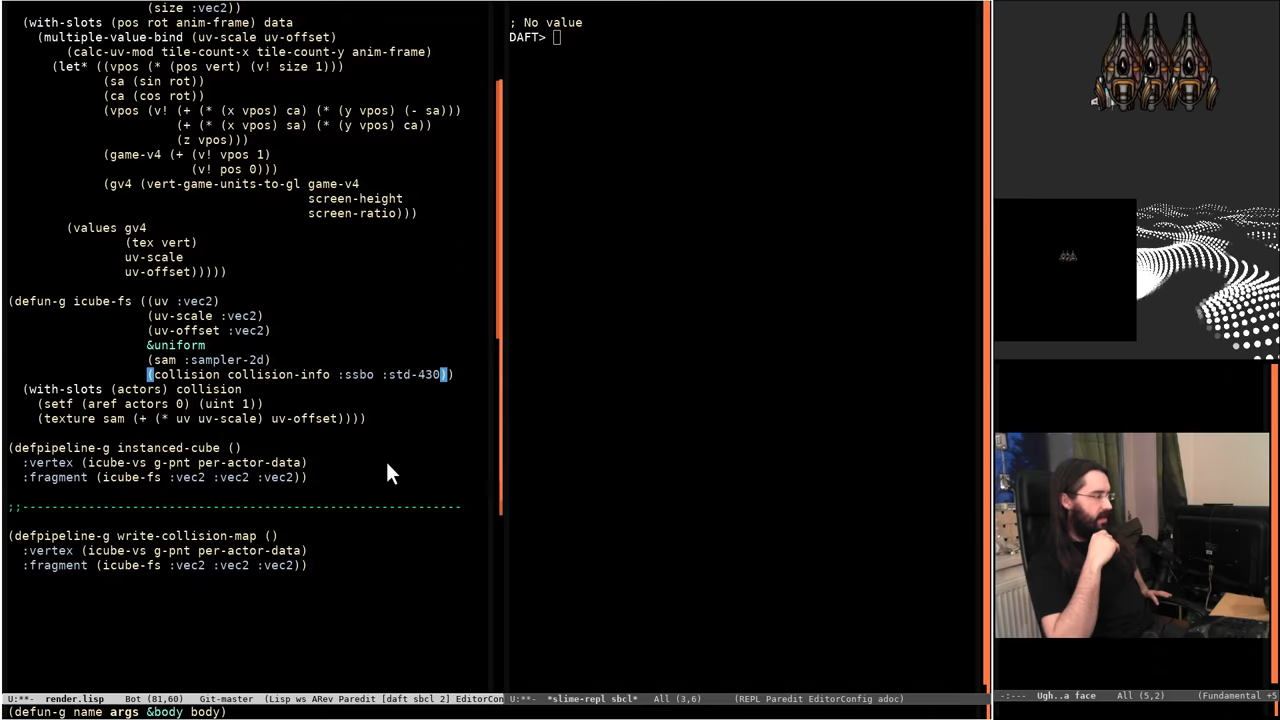 (size :vec2))
(with-slots (pos rot anim-frame) data
(multiple-value-bind (uv-scale uv-offset)
(calc-uv-mod tile-count-x tile-count-y anim-frame)
(let* ((vpos (* (pos vert) (v! size 1)))
(sa (sin rot))
(ca (cos rot))
(vpos (v! (+ (* (x vpos) ca) (* (y vpos) (- sa)))
(+ (* (x vpos) sa) (* (y vpos) ca))
(z vpos)))
(game-v4 (+ (v! vpos 1)
(v! pos 0)))
(gv4 (vert-game-units-to-gl game-v4
screen-height
screen-ratio)))
(values gv4
(tex vert)
uv-scale
uv-offset)))))
(defun-g icube-fs ((uv :vec2)
(uv-scale :vec2)
(uv-offset :vec2)
&uniform
(sam :sampler-2d)
(collision collision-info :ssbo :std-430))
(with-slots (actors) collision
(setf (aref actors 0) (uint 1))
(texture sam (+ (* uv uv-scale) uv-offset))))
(defpipeline-g instanced-cube ()
:vertex (icube-vs g-pnt per-actor-data)
:fragment (icube-fs :vec2 :vec2 :vec2))
;;------------------------------------------------------------
(defpipeline-g write-collision-map ()
:vertex (icube-vs g-pnt per-actor-data)
:fragment (icube-fs :vec2 :vec2 :vec2))
U:**-  render.lisp     Bot (81,60)   Git-master  (Lisp ws ARev Paredit [daft sbcl 2] EditorCon
(defun-g name args &body body)
; No value
DAFT>
U:**-  *slime-repl sbcl*   All (3,6)     (REPL Paredit EditorConfig adoc)
-:---  Ugh..a face    All (5,2)     (Fundamental +5